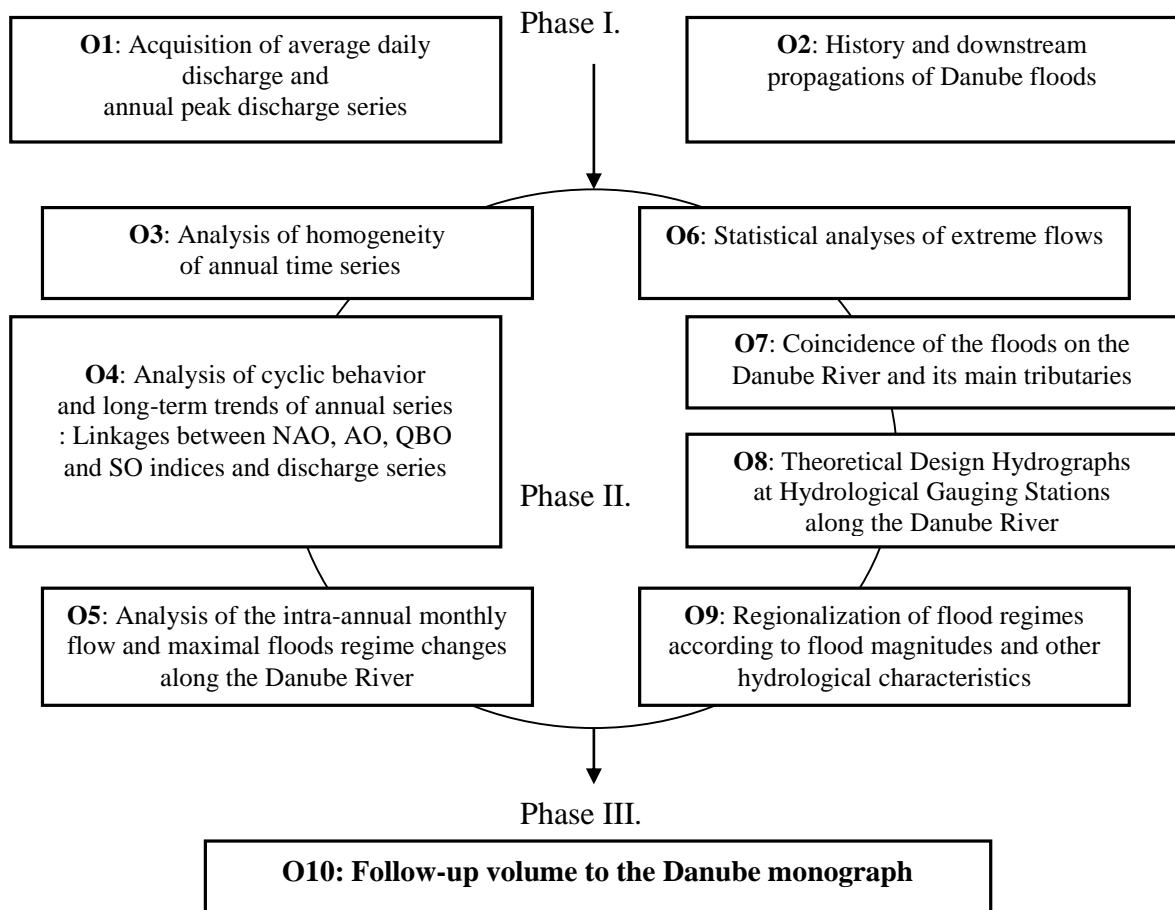 Phase I.
O1: Acquisition of average daily
discharge and
annual peak discharge series
O2: History and downstream
propagations of Danube floods
O3: Analysis of homogeneity
of annual time series
O4: Analysis of cyclic behavior
and long-term trends of annual series
: Linkages between NAO, AO, QBO
and SO indices and discharge series
O5: Analysis of the intra-annual monthly
flow and maximal floods regime changes
along the Danube River
Phase II.
O6: Statistical analyses of extreme flows
O7: Coincidence of the floods on the
Danube River and its main tributaries
O8: Theoretical Design Hydrographs
at Hydrological Gauging Stations
along the Danube River
O9: Regionalization of flood regimes
according to flood magnitudes and other
hydrological characteristics
Phase III.
O10: Follow-up volume to the Danube monograph